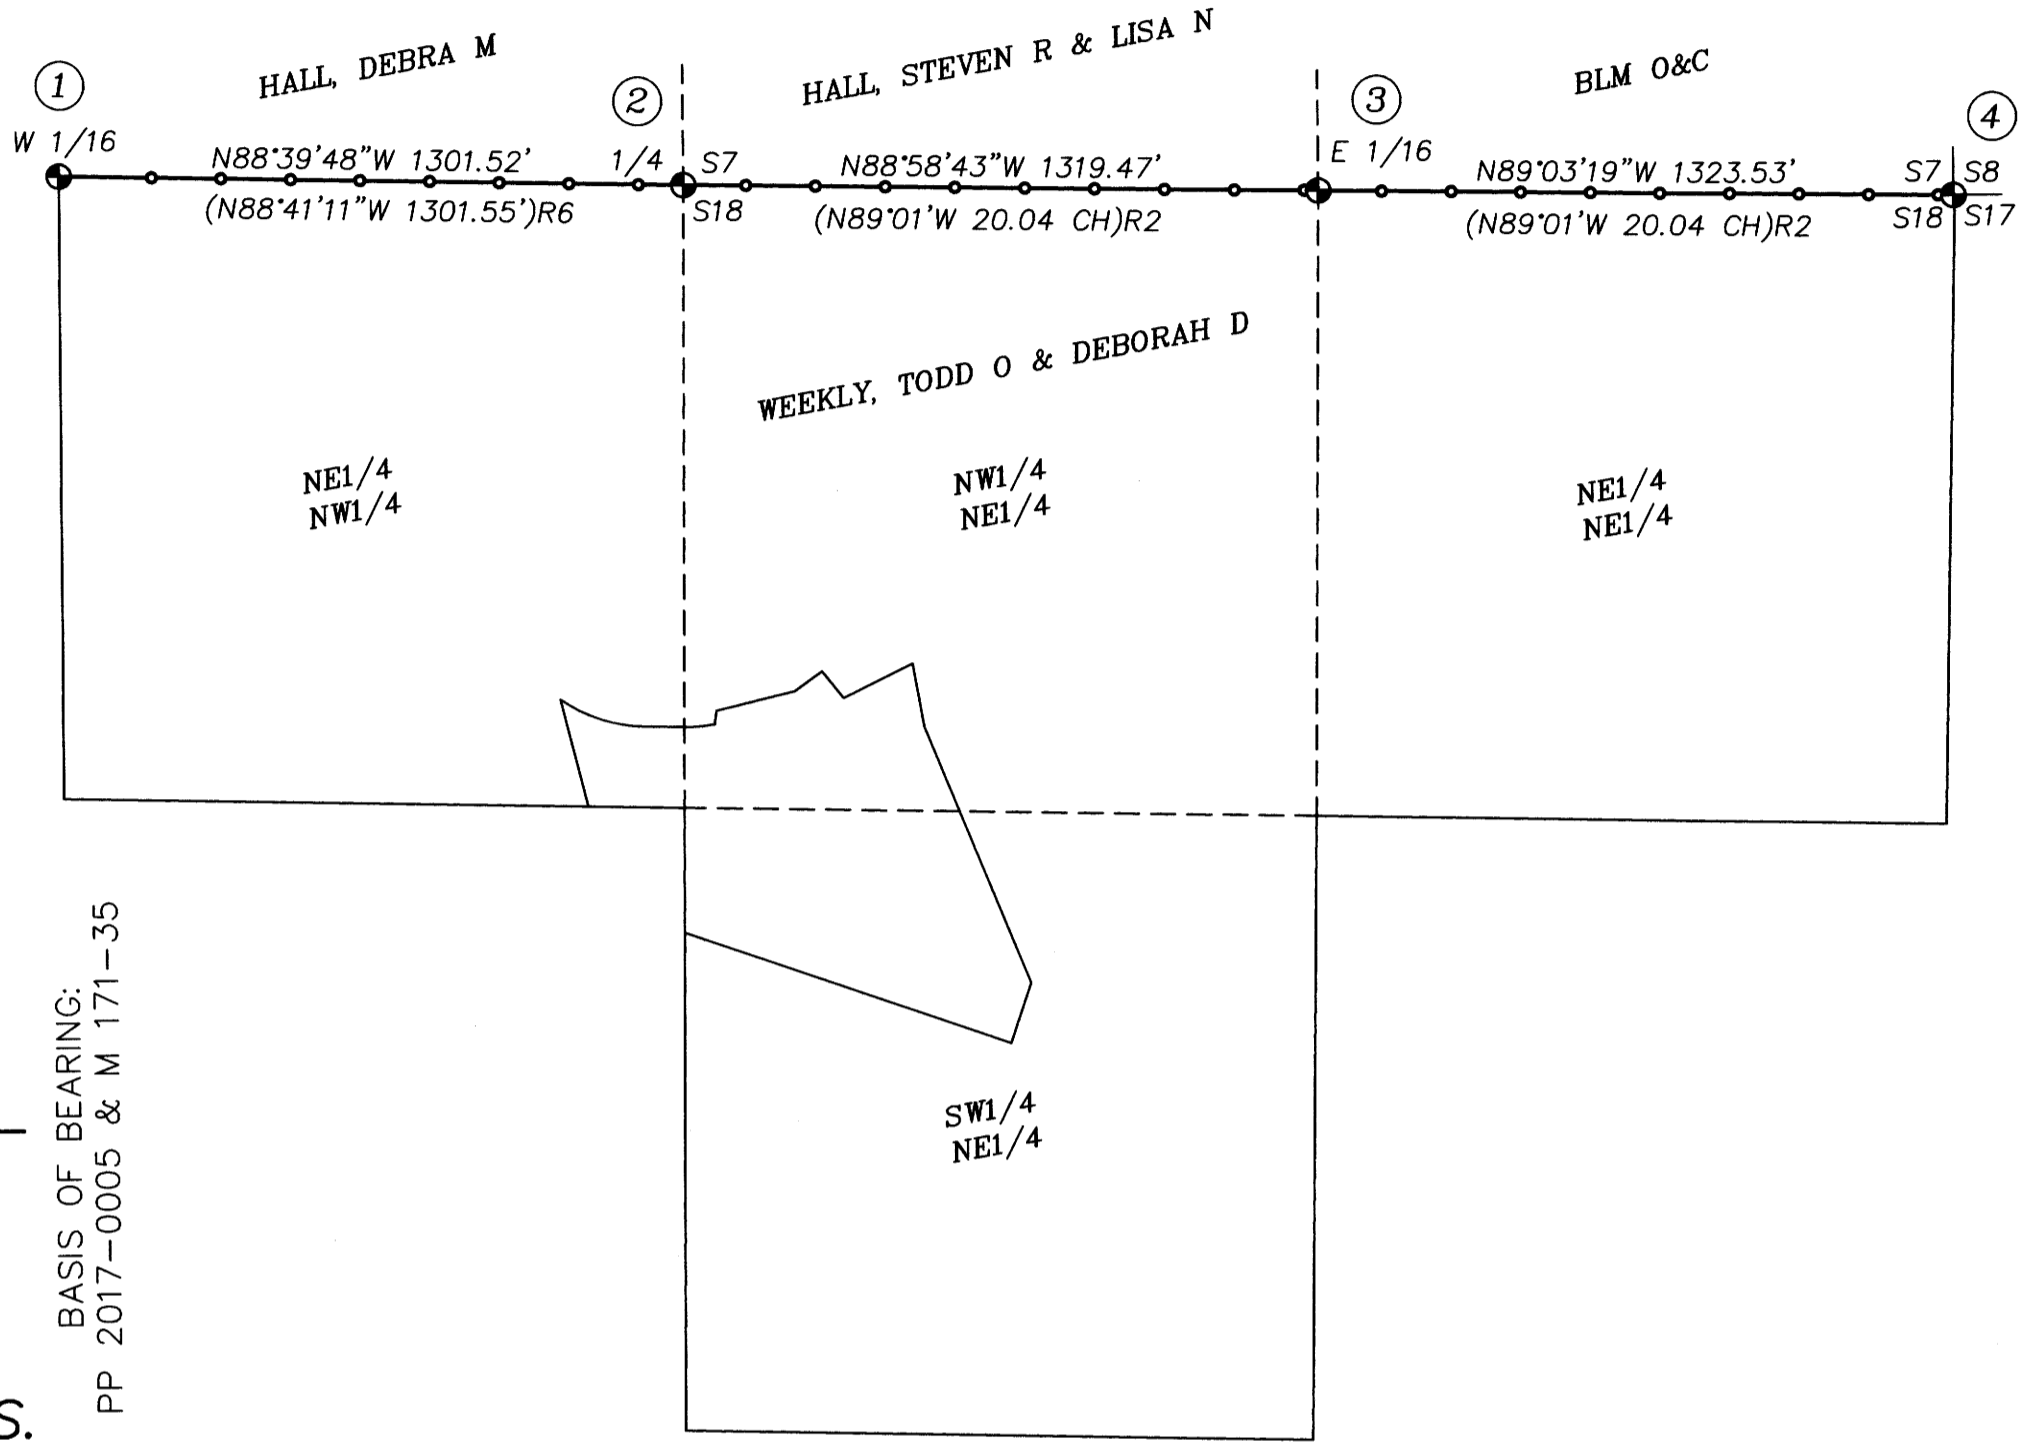 HALL, DEBRA M
HALL, STEVEN R & LISA N
BLM O&C
1
2
3
4
W 1/16
N88°39'48"W 1301.52'
1/4
S7
N88°58'43"W 1319.47'
E 1/16
N89°03'19"W 1323.53'
S7
S8
(N88°41'11"W 1301.55')R6
S18
(N89°01'W 20.04 CH)R2
(N89°01'W 20.04 CH)R2
S18
S17
WEEKLY, TODD O & DEBORAH D
NE1/4
NW1/4
NW1/4
NE1/4
NE1/4
NE1/4
SW1/4
NE1/4
BASIS OF BEARING:
PP 2017-0005 & M 171-35
S.